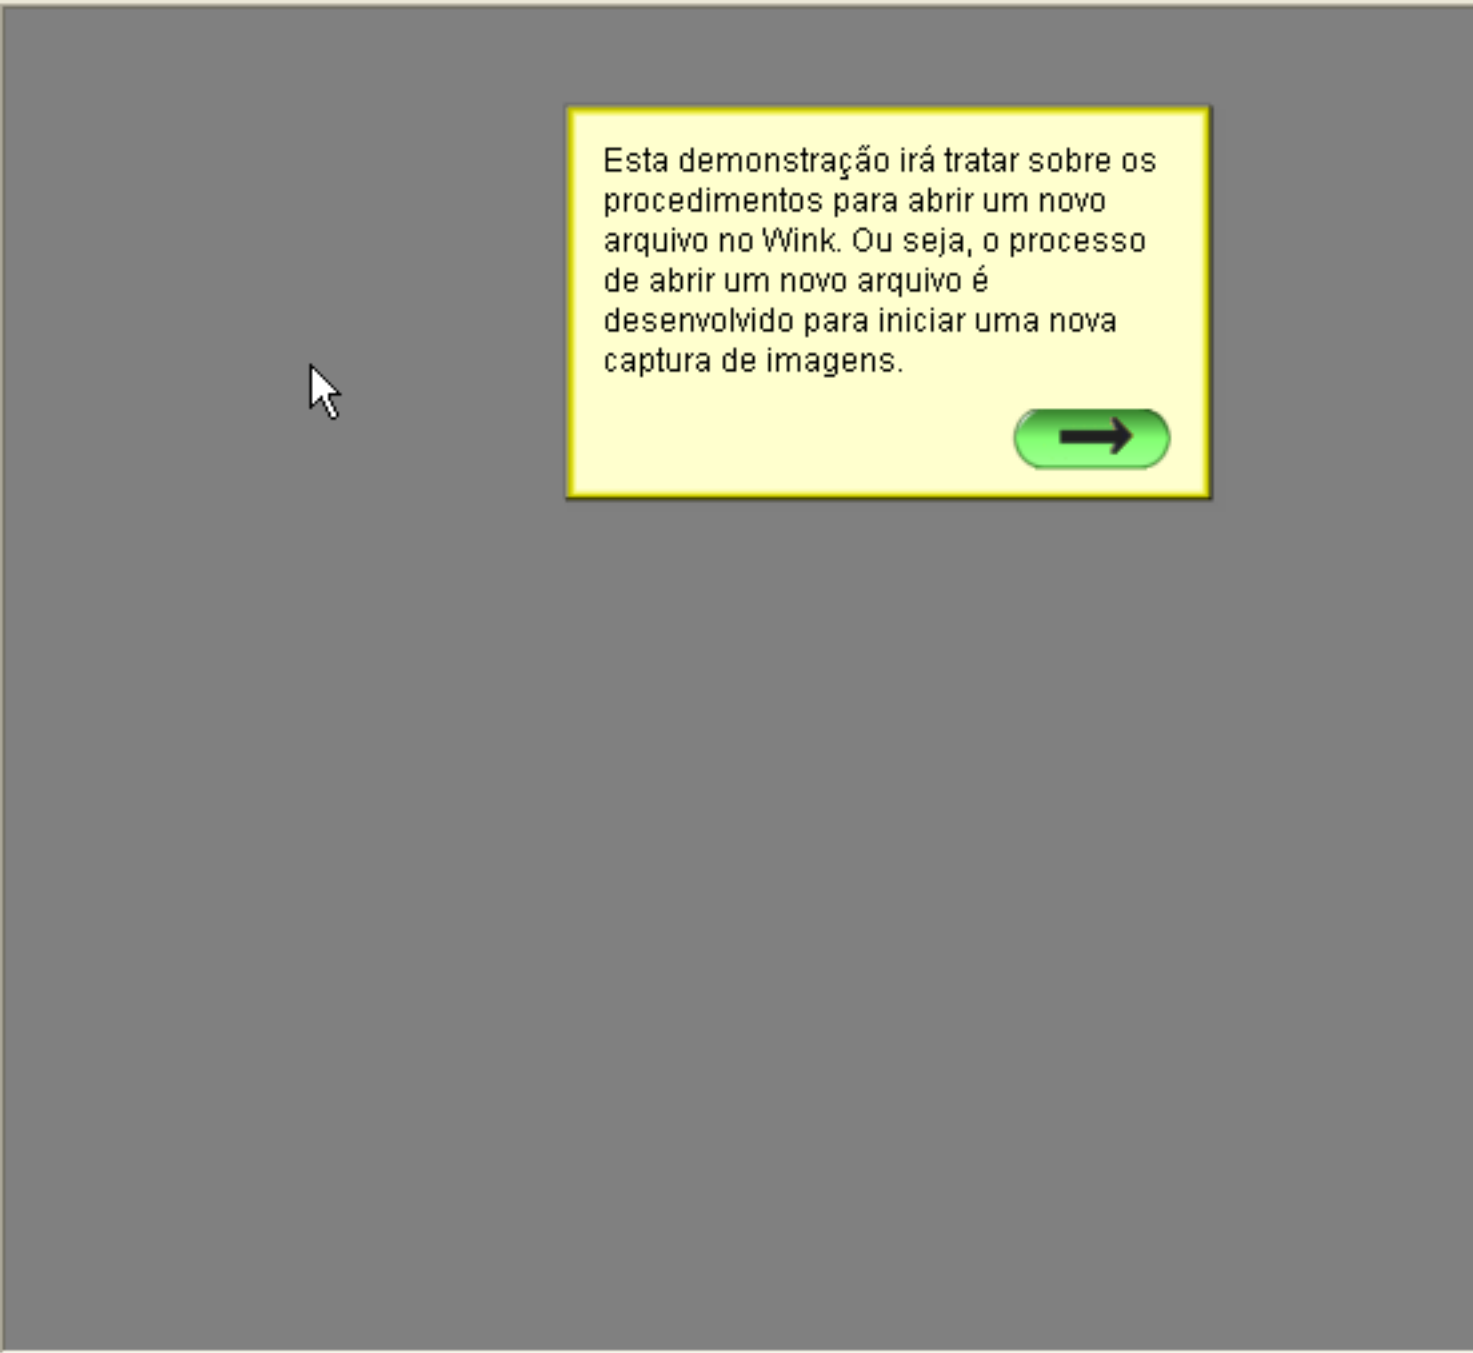 Esta demonstração irá tratar sobre os
procedimentos para abrir um novo
arquivo no Wink. Ou seja, o processo
de abrir um novo arquivo é
desenvolvido para iniciar uma nova
captura de imagens.